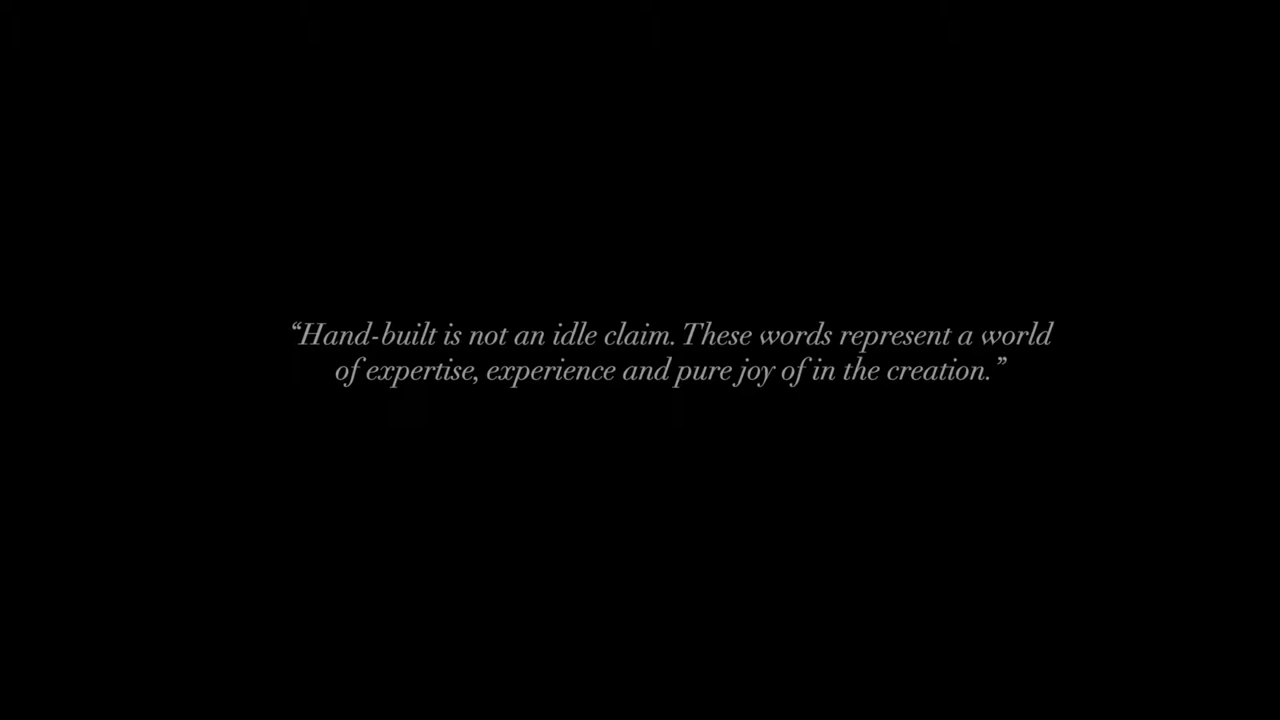 “Hand-built is not an idle claim. These words represent a world
of expertise, experience and pure joy of in the creation.”